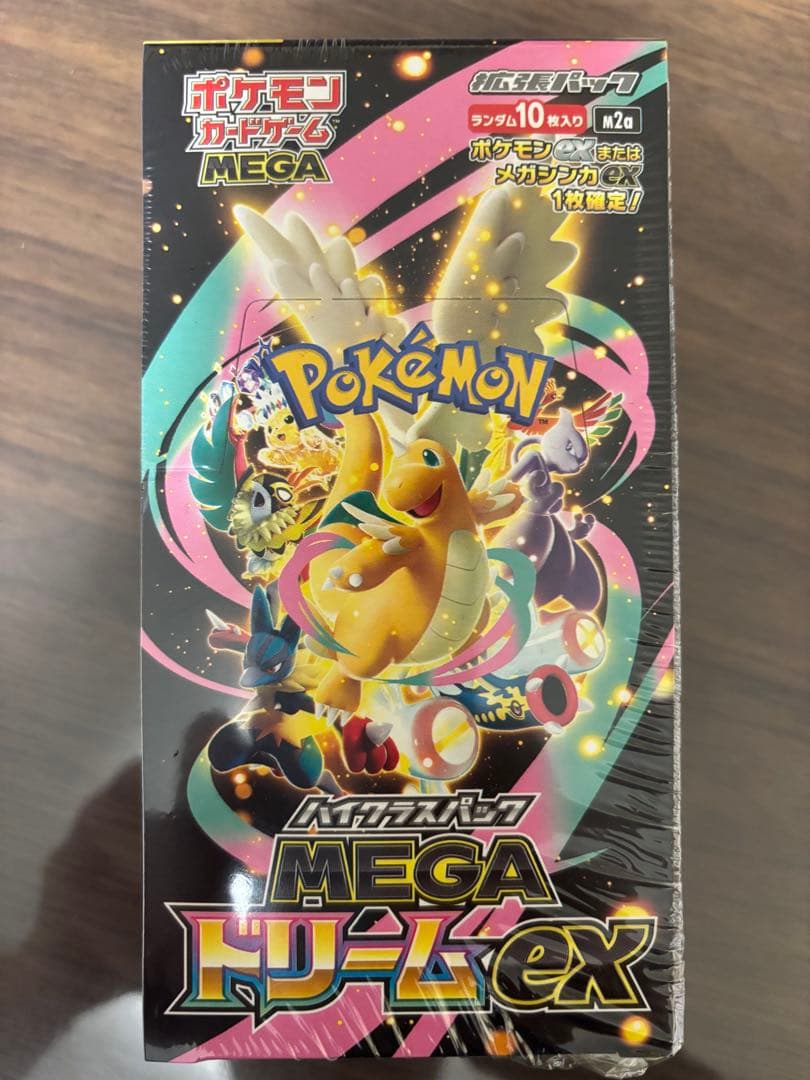 ポケモン
カードゲーム™
MEGA
拡張パック
ランダム10枚入り
M2a
ポケモンexまたは
メガシンカex
1枚確定!
POKÉMON™
ハイクラスパック
MEGA
ドリームex